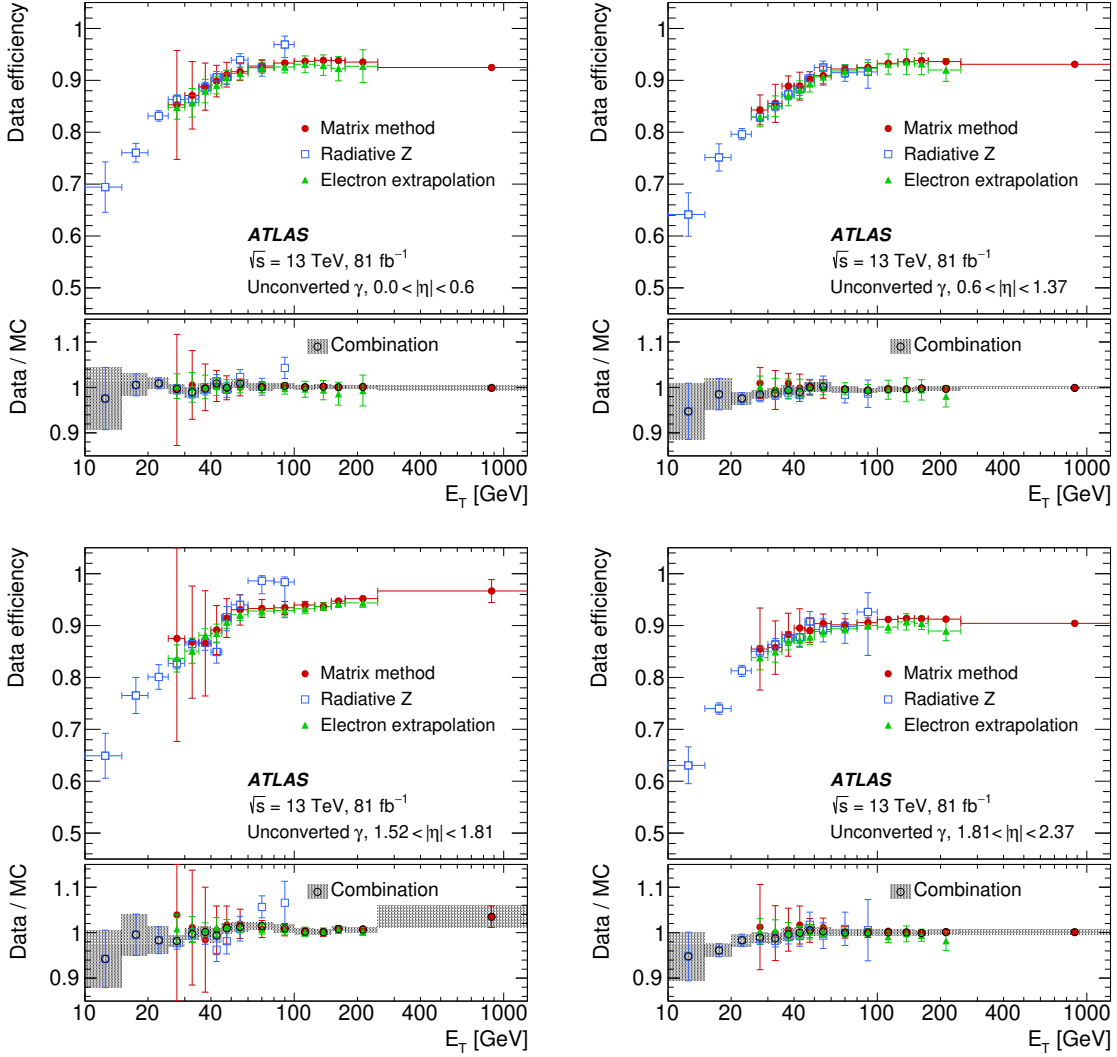 Data efficiency
1
0.9
0.8
0.7
0.6
0.5
Matrix method
Radiative Z
Electron extrapolation
ATLAS
√s = 13 TeV, 81 fb⁻¹
Unconverted γ, 0.0 < |η| < 0.6
Data / MC
1.1
1
0.9
Combination
10 20 40 100 200 400 1000
E_T [GeV]
Data efficiency
1
0.9
0.8
0.7
0.6
0.5
Matrix method
Radiative Z
Electron extrapolation
ATLAS
√s = 13 TeV, 81 fb⁻¹
Unconverted γ, 0.6 < |η| < 1.37
Data / MC
1.1
1
0.9
Combination
10 20 40 100 200 400 1000
E_T [GeV]
Data efficiency
1
0.9
0.8
0.7
0.6
0.5
Matrix method
Radiative Z
Electron extrapolation
ATLAS
√s = 13 TeV, 81 fb⁻¹
Unconverted γ, 1.52 < |η| < 1.81
Data / MC
1.1
1
0.9
Combination
10 20 40 100 200 400 1000
E_T [GeV]
Data efficiency
1
0.9
0.8
0.7
0.6
0.5
Matrix method
Radiative Z
Electron extrapolation
ATLAS
√s = 13 TeV, 81 fb⁻¹
Unconverted γ, 1.81 < |η| < 2.37
Data / MC
1.1
1
0.9
Combination
10 20 40 100 200 400 1000
E_T [GeV]